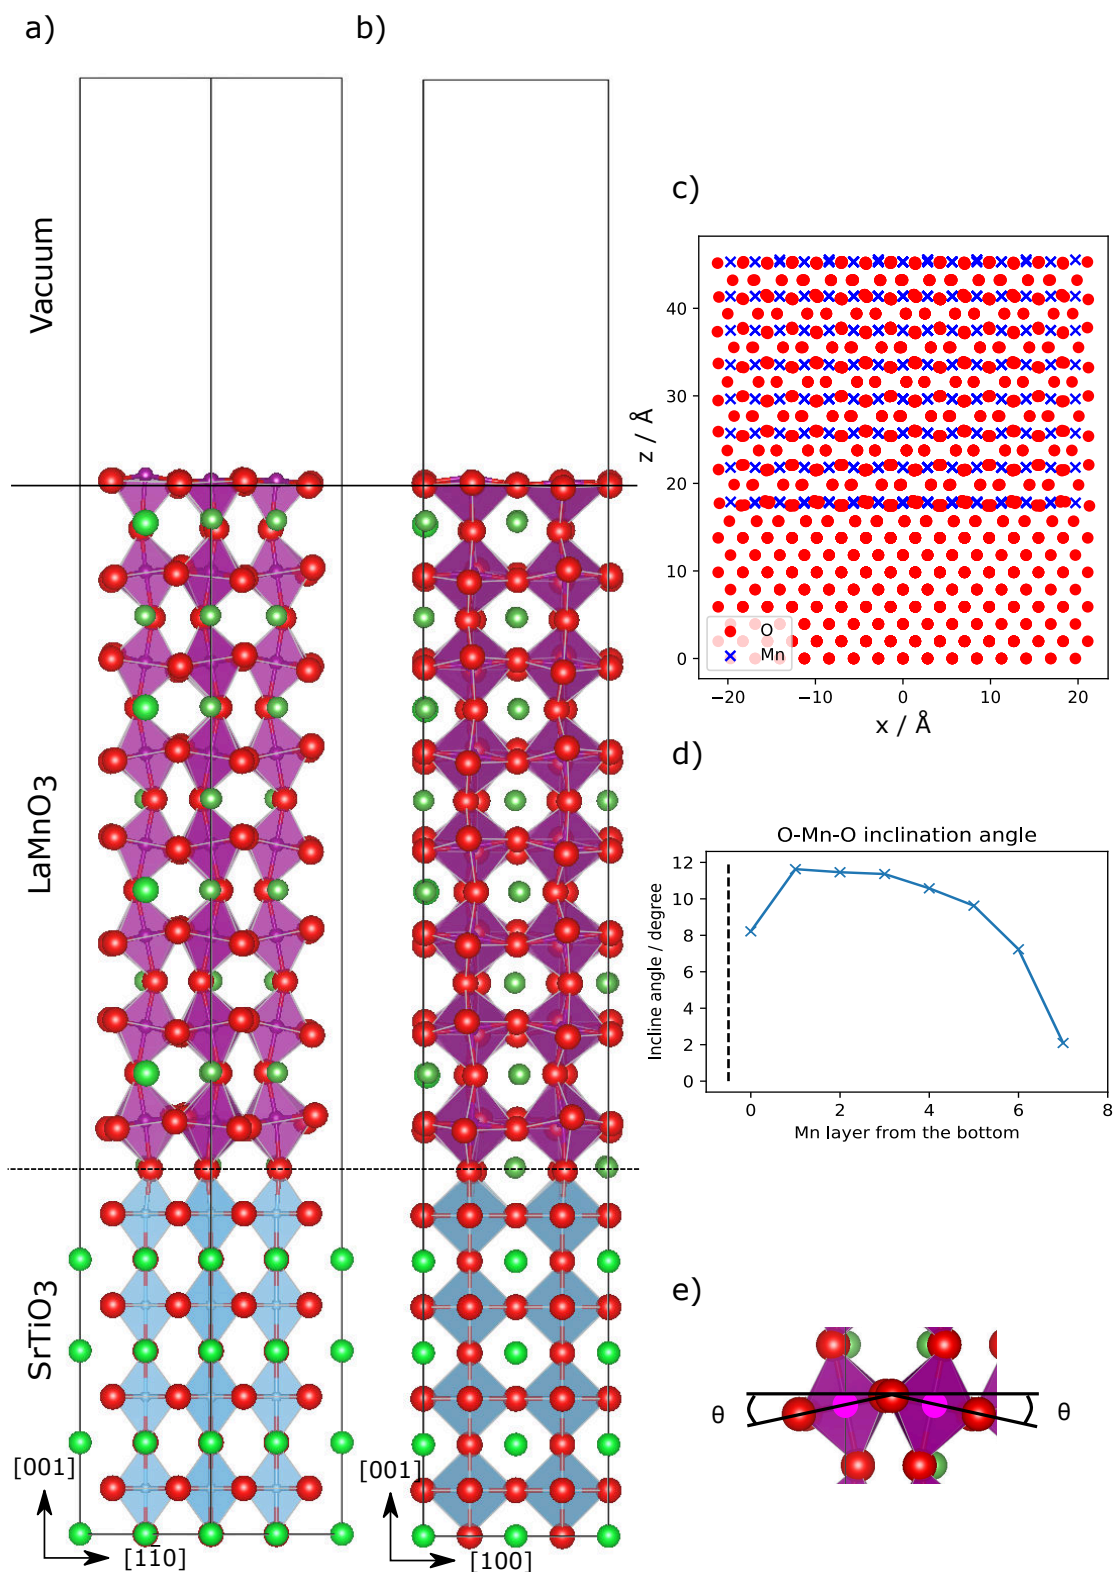 a)
b)
Vacuum
LaMnO3
SrTiO3
[001]
[11̄0]
[001]
[100]
c)
z / Å
40
30
20
10
0
O
Mn
−20
−10
0
10
20
x / Å
d)
O-Mn-O inclination angle
Incline angle / degree
12
10
8
6
4
2
0
0
2
4
6
8
Mn layer from the bottom
e)
θ
θ